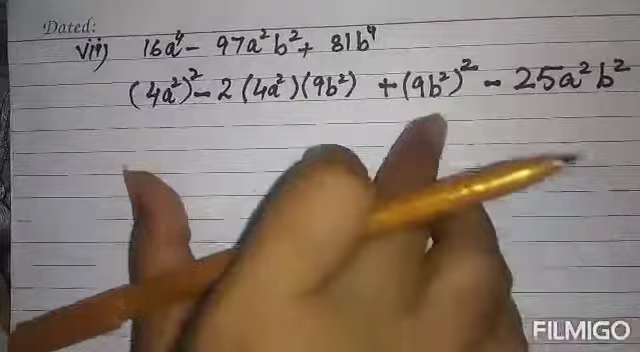 Dated:
vii) 16a⁴ - 97a²b² + 81b⁴
(4a²)² - 2(4a²)(9b²) + (9b²)² - 25a²b²
FILMIGO